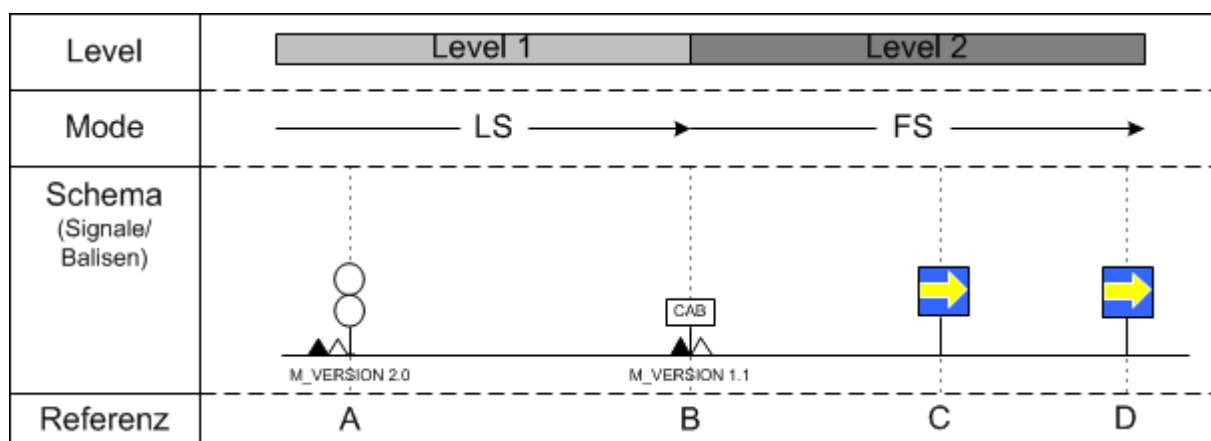 Level
Level 1
Level 2
Mode
LS
FS
Schema
(Signale/
Balisen)
CAB
M_VERSION 2.0
M_VERSION 1.1
Referenz
A
B
C
D